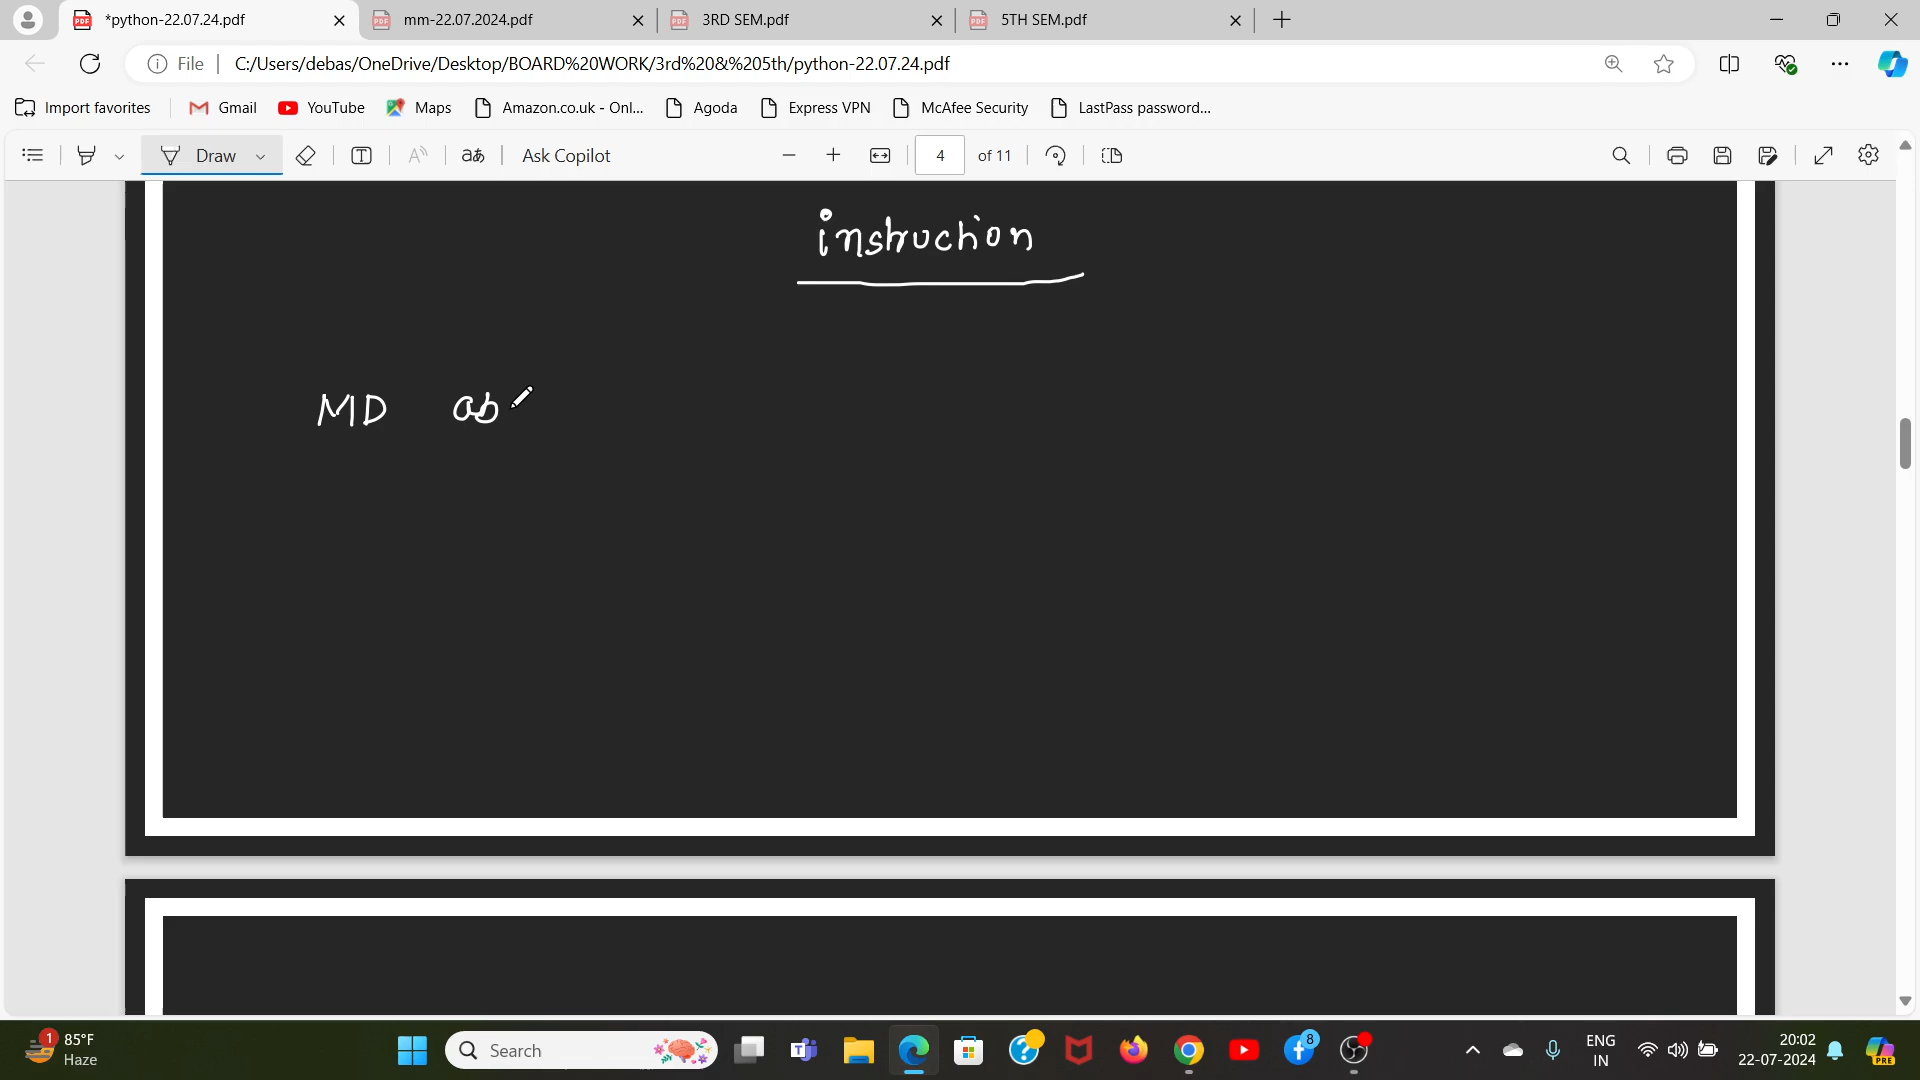 *python-22.07.24.pdf
mm-22.07.2024.pdf
3RD SEM.pdf
5TH SEM.pdf
File
C:/Users/debas/OneDrive/Desktop/BOARD%20WORK/3rd%20&%205th/python-22.07.24.pdf
Import favorites
Gmail
YouTube
Maps
Amazon.co.uk - Onl...
Agoda
Express VPN
McAfee Security
LastPass password...
Draw
Ask Copilot
4 of 11
instruction
MD ab
1
85°F
Haze
Search
8
ENG
IN
20:02
22-07-2024
PRE